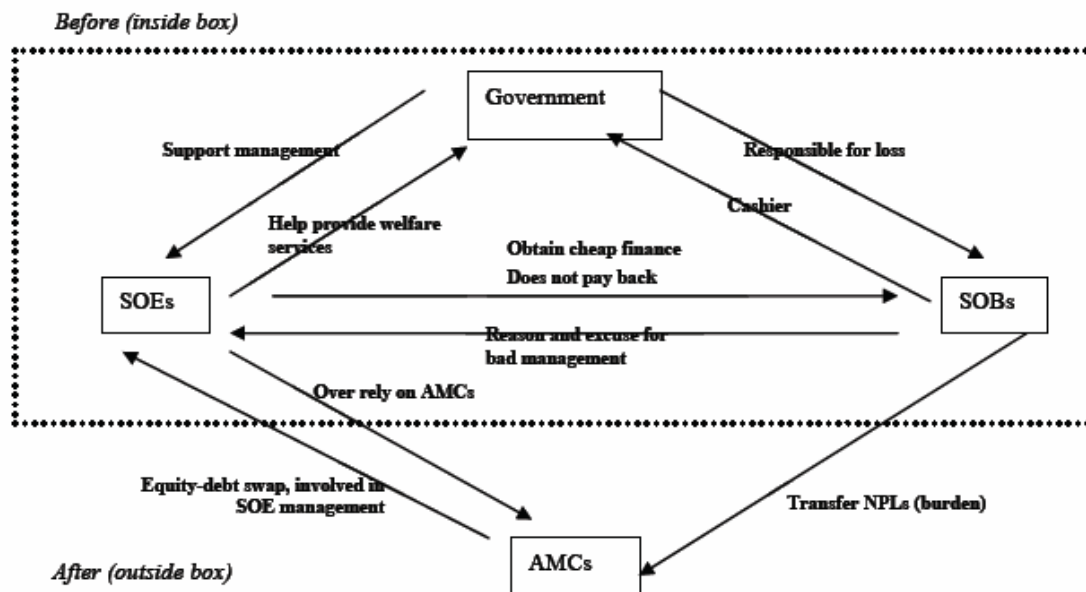 Before (inside box)
Government
Support management
Responsible for loss
Cashier
Help provide welfare
services
Obtain cheap finance
Does not pay back
SOEs
SOBs
Reason and excuse for
bad management
Over rely on AMCs
Equity-debt swap, involved in
SOE management
Transfer NPLs (burden)
AMCs
After (outside box)